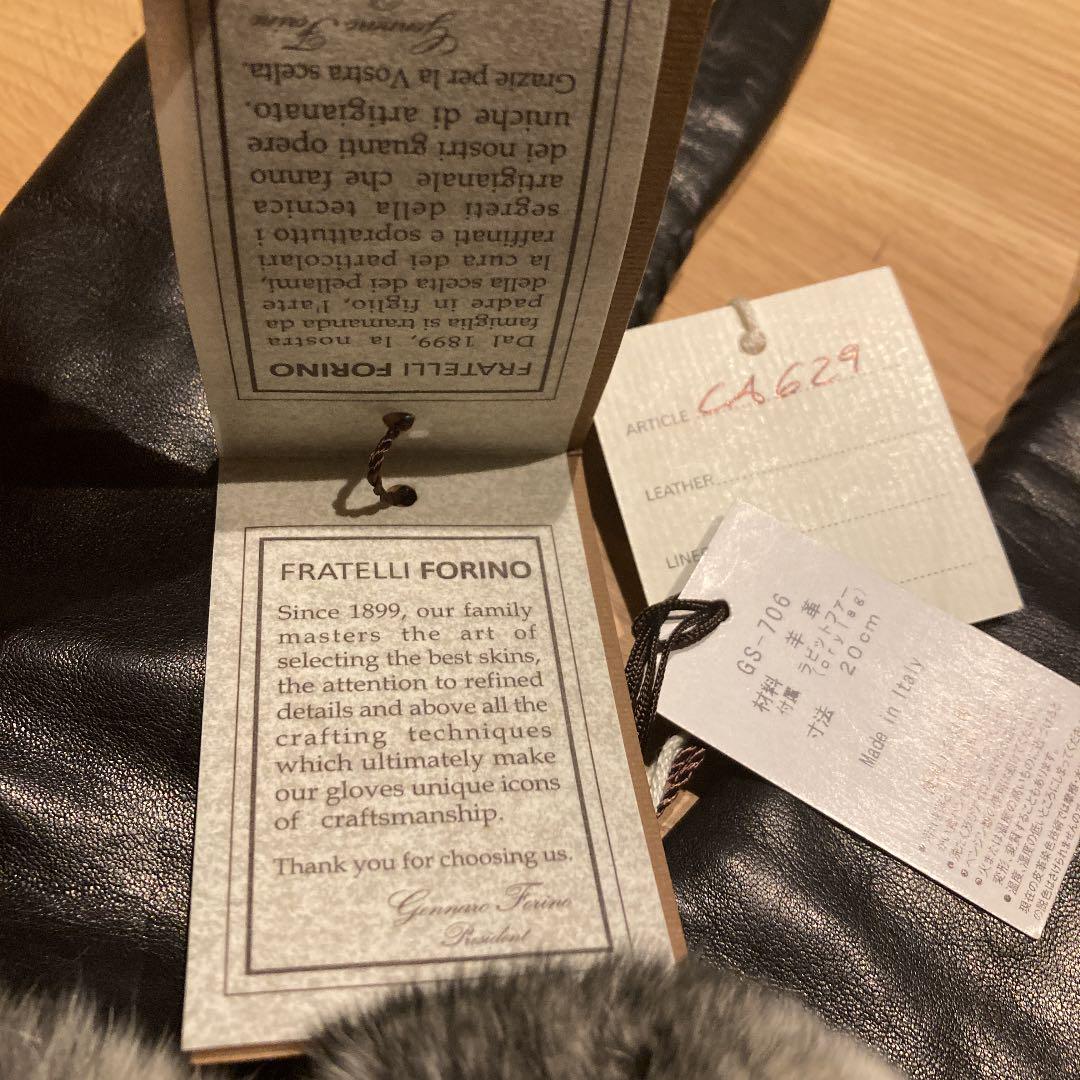 Gennaro Forino
Grazie per la Vostra scelta.
uniche di artigianato.
dei nostri guanti opere
artigianale che fanno
segreti della tecnica
raffinati e soprattutto i
la cura dei particolari
della scelta dei pellami,
padre in figlio, l'arte
famiglia si tramanda da
Dal 1899, la nostra
FRATELLI FORINO
FRATELLI FORINO
Since 1899, our family
masters the art of
selecting the best skins,
the attention to refined
details and above all the
crafting techniques
which ultimately make
our gloves unique icons
of craftsmanship.
Thank you for choosing us.
Gennaro Forino
President
ARTICLE CA629
LEATHER
GS-706
材料 羊革
付属 ラビットファー
(orylag)
寸法 20cm
Made in Italy